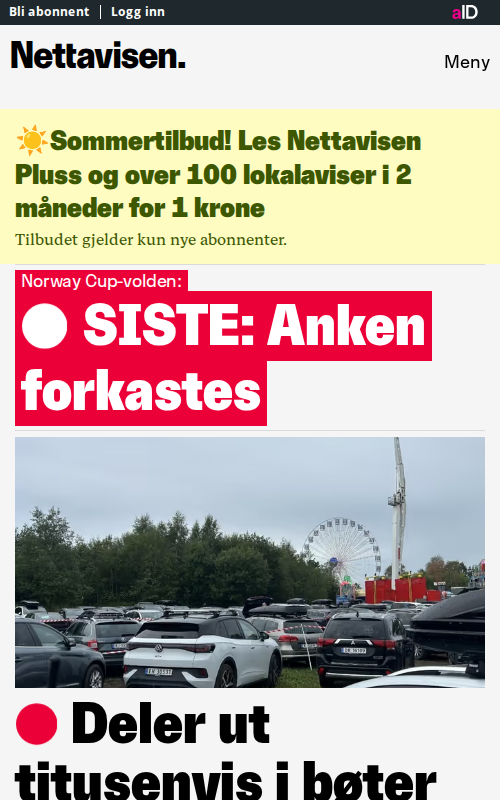 Bli abonnent
Logg inn
aID
Nettavisen.
Meny
Sommertilbud! Les Nettavisen
Pluss og over 100 lokalaviser i 2
måneder for 1 krone
Tilbudet gjelder kun nye abonnenter.
Norway Cup-volden:
SISTE: Anken
forkastes
Deler ut
titusenvis i bøter